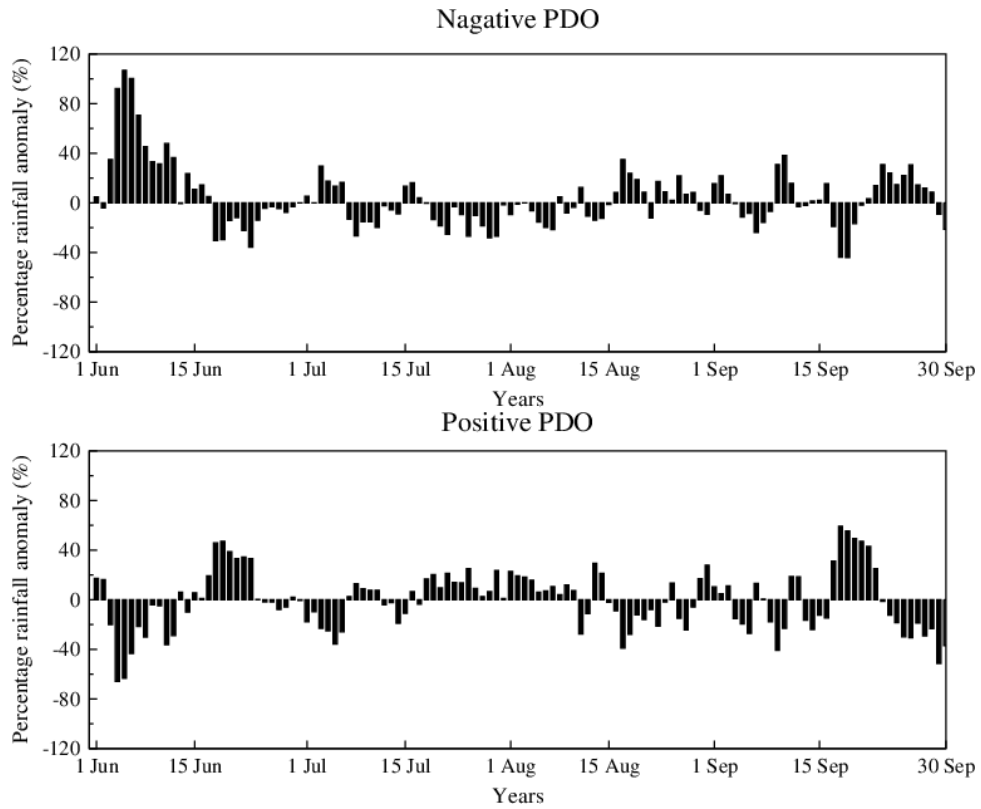 Nagative PDO
Percentage rainfall anomaly (%)
120
80
40
0
-40
-80
-120
1 Jun 15 Jun 1 Jul 15 Jul 1 Aug 15 Aug 1 Sep 15 Sep 30 Sep
Years
Positive PDO
Percentage rainfall anomaly (%)
120
80
40
0
-40
-80
-120
1 Jun 15 Jun 1 Jul 15 Jul 1 Aug 15 Aug 1 Sep 15 Sep 30 Sep
Years